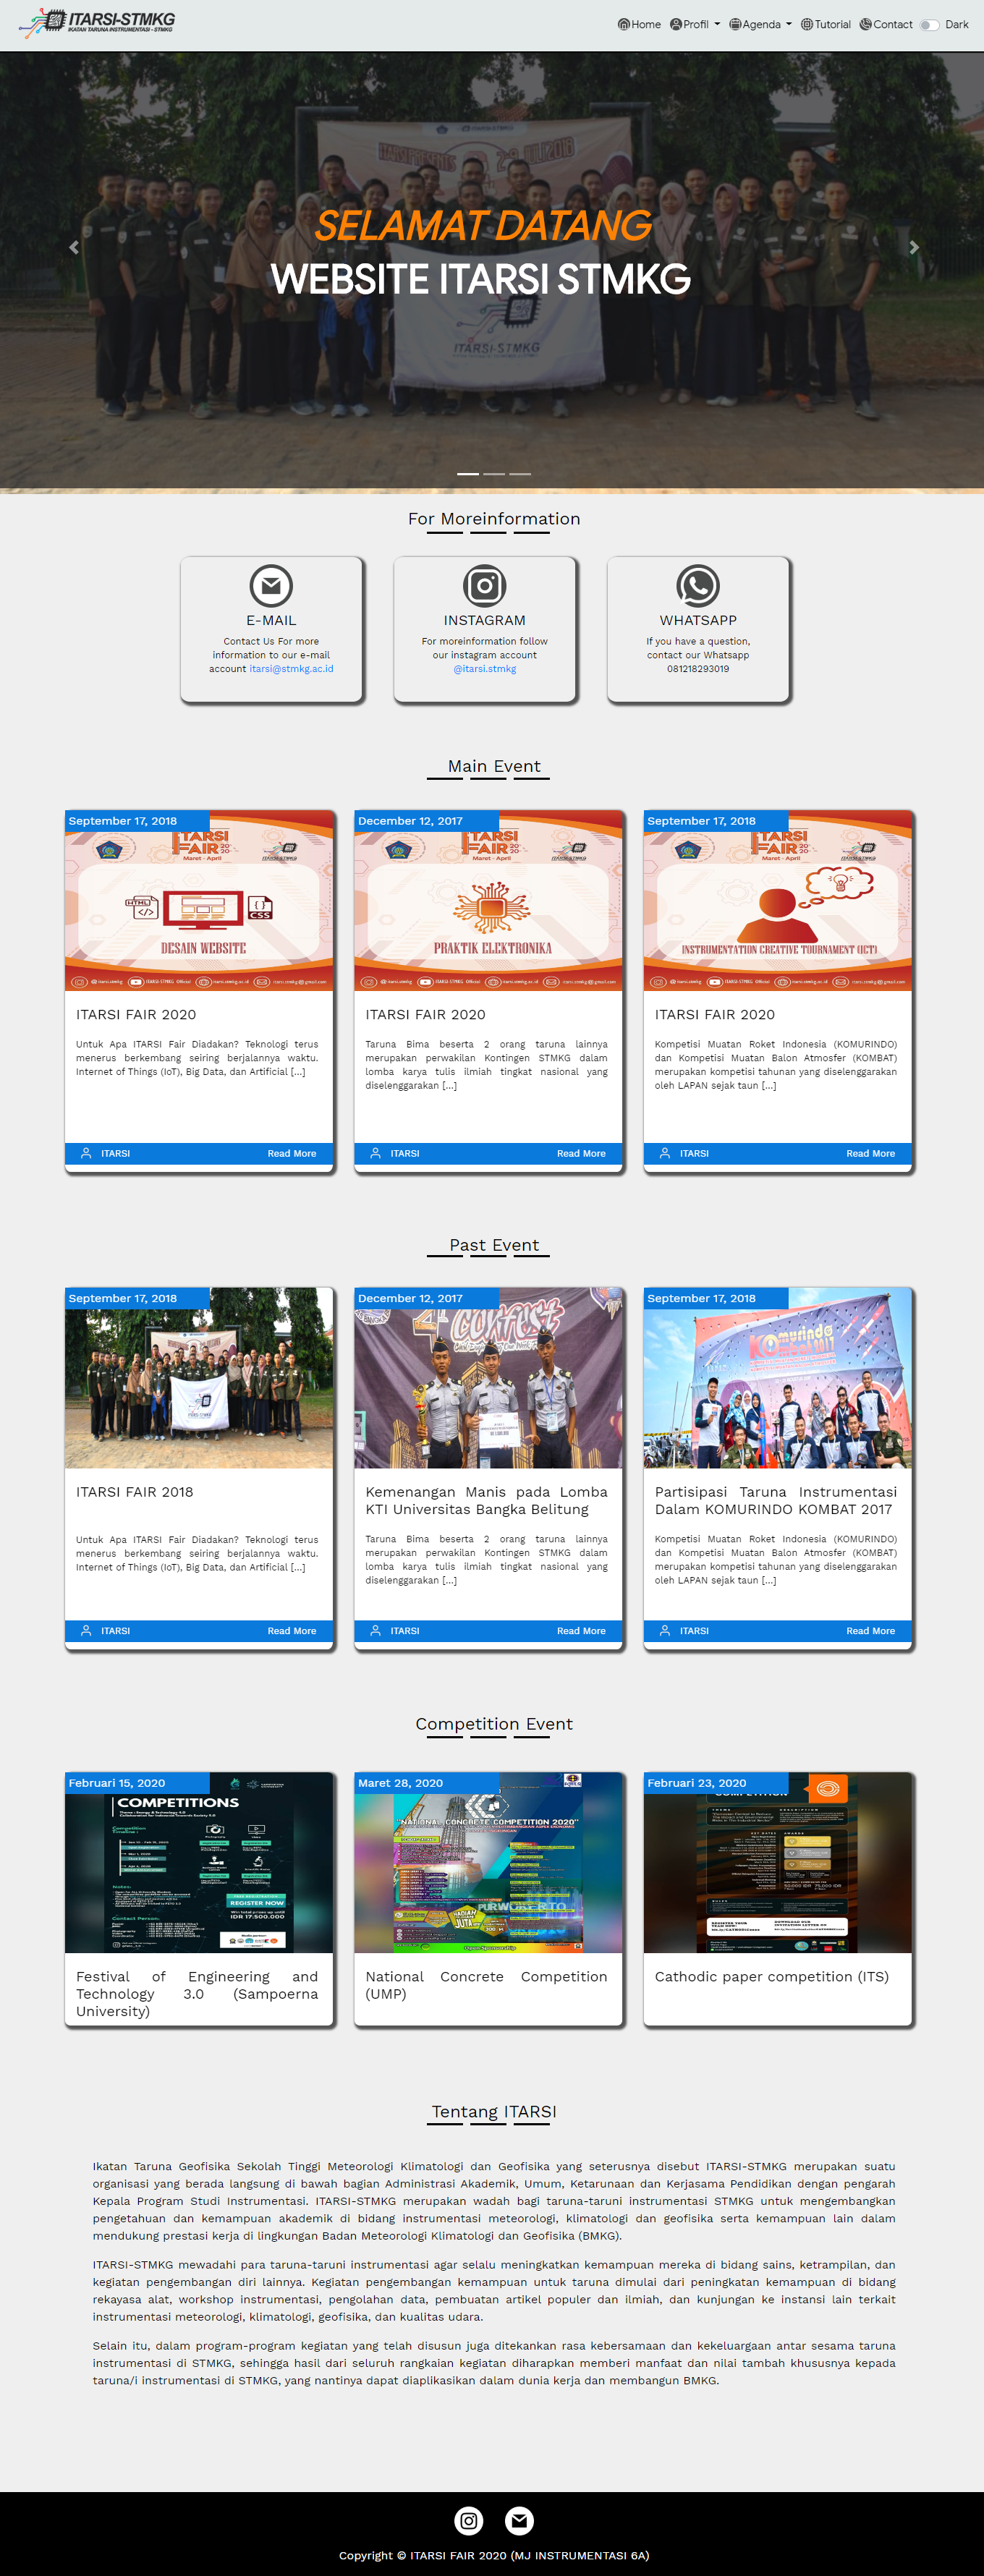 ITARSI-STMKG
IKATAN TARUNA INSTRUMENTASI - STMKG
Home Profil Agenda Tutorial Contact Dark
SELAMAT DATANG
WEBSITE ITARSI STMKG
ITARSI-STMKG
For Moreinformation
E-MAIL
Contact Us For more
information to our e-mail
account itarsi@stmkg.ac.id
INSTAGRAM
For moreinformation follow
our instagram account
@itarsi.stmkg
WHATSAPP
If you have a question,
contact our Whatsapp
081218293019
Main Event
September 17, 2018
ITARSI
FAIR 2020
Maret - April
ITARSI-STMKG
HTML
CSS
DESAIN WEBSITE
ITARSI FAIR 2020
Untuk Apa ITARSI Fair Diadakan? Teknologi terus
menerus berkembang seiring berjalannya waktu.
Internet of Things (IoT), Big Data, dan Artificial [...]
ITARSI Read More
December 12, 2017
ITARSI
FAIR 2020
Maret - April
ITARSI-STMKG
PRAKTIK ELEKTRONIKA
ITARSI FAIR 2020
Taruna Bima beserta 2 orang taruna lainnya
merupakan perwakilan Kontingen STMKG dalam
lomba karya tulis ilmiah tingkat nasional yang
diselenggarakan [...]
ITARSI Read More
September 17, 2018
ITARSI
FAIR 2020
Maret - April
ITARSI-STMKG
INSTRUMENTATION CREATIVE TOURNAMENT (ICT)
ITARSI FAIR 2020
Kompetisi Muatan Roket Indonesia (KOMURINDO)
dan Kompetisi Muatan Balon Atmosfer (KOMBAT)
merupakan kompetisi tahunan yang diselenggarakan
oleh LAPAN sejak taun [...]
ITARSI Read More
Past Event
September 17, 2018
ITARSI FAIR 2018
Untuk Apa ITARSI Fair Diadakan? Teknologi terus
menerus berkembang seiring berjalannya waktu.
Internet of Things (IoT), Big Data, dan Artificial [...]
ITARSI Read More
December 12, 2017
Kemenangan Manis pada Lomba
KTI Universitas Bangka Belitung
Taruna Bima beserta 2 orang taruna lainnya
merupakan perwakilan Kontingen STMKG dalam
lomba karya tulis ilmiah tingkat nasional yang
diselenggarakan [...]
ITARSI Read More
September 17, 2018
Komurindo
Kombat 2017
Partisipasi Taruna Instrumentasi
Dalam KOMURINDO KOMBAT 2017
Kompetisi Muatan Roket Indonesia (KOMURINDO)
dan Kompetisi Muatan Balon Atmosfer (KOMBAT)
merupakan kompetisi tahunan yang diselenggarakan
oleh LAPAN sejak taun [...]
ITARSI Read More
Competition Event
Februari 15, 2020
COMPETITIONS
Notes:
Contact Person:
REGISTER NOW
IDR 17.500.000
Festival of Engineering and
Technology 3.0 (Sampoerna
University)
Maret 28, 2020
NATIONAL CONCRETE COMPETITION 2020"
PURWOKERTO
National Concrete Competition
(UMP)
Februari 23, 2020
Cathodic paper competition (ITS)
Tentang ITARSI
Ikatan Taruna Geofisika Sekolah Tinggi Meteorologi Klimatologi dan Geofisika yang seterusnya disebut ITARSI-STMKG merupakan suatu
organisasi yang berada langsung di bawah bagian Administrasi Akademik, Umum, Ketarunaan dan Kerjasama Pendidikan dengan pengarah
Kepala Program Studi Instrumentasi. ITARSI-STMKG merupakan wadah bagi taruna-taruni instrumentasi STMKG untuk mengembangkan
pengetahuan dan kemampuan akademik di bidang instrumentasi meteorologi, klimatologi dan geofisika serta kemampuan lain dalam
mendukung prestasi kerja di lingkungan Badan Meteorologi Klimatologi dan Geofisika (BMKG).
ITARSI-STMKG mewadahi para taruna-taruni instrumentasi agar selalu meningkatkan kemampuan mereka di bidang sains, ketrampilan, dan
kegiatan pengembangan diri lainnya. Kegiatan pengembangan kemampuan untuk taruna dimulai dari peningkatan kemampuan di bidang
rekayasa alat, workshop instrumentasi, pengolahan data, pembuatan artikel populer dan ilmiah, dan kunjungan ke instansi lain terkait
instrumentasi meteorologi, klimatologi, geofisika, dan kualitas udara.
Selain itu, dalam program-program kegiatan yang telah disusun juga ditekankan rasa kebersamaan dan kekeluargaan antar sesama taruna
instrumentasi di STMKG, sehingga hasil dari seluruh rangkaian kegiatan diharapkan memberi manfaat dan nilai tambah khususnya kepada
taruna/i instrumentasi di STMKG, yang nantinya dapat diaplikasikan dalam dunia kerja dan membangun BMKG.
Copyright © ITARSI FAIR 2020 (MJ INSTRUMENTASI 6A)